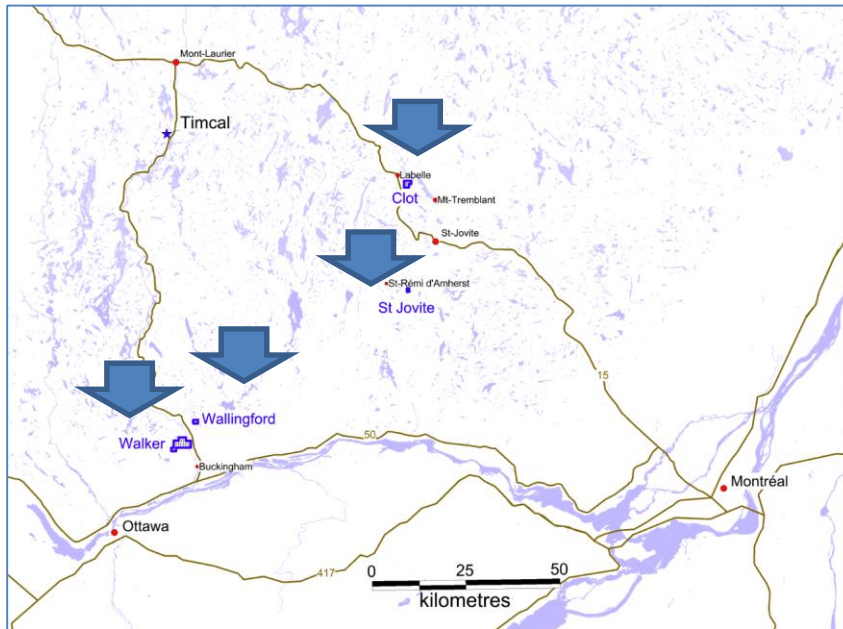 Mont-Laurier
Timcal
Labelle
Clot
Mt-Tremblant
St-Jovite
St-Rémi d'Amherst
St Jovite
15
Wallingford
50
Walker
Buckingham
Montréal
Ottawa
417
0 25 50
kilometres